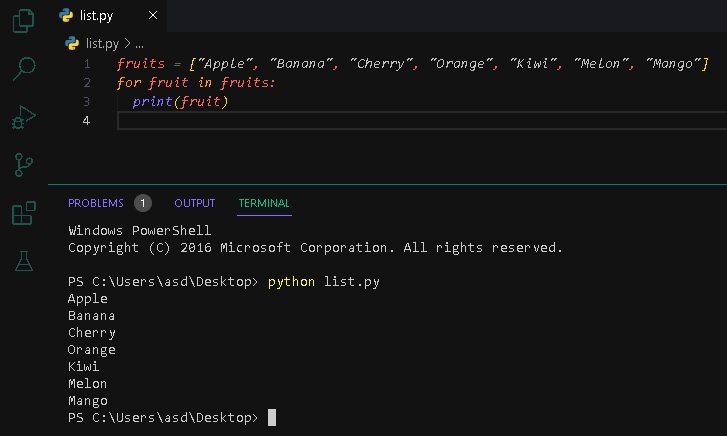 list.py
list.py > ...
1 fruits = ["Apple", "Banana", "Cherry", "Orange", "Kiwi", "Melon", "Mango"]
2 for fruit in fruits:
3 print(fruit)
4
PROBLEMS 1 OUTPUT TERMINAL
Windows PowerShell
Copyright (C) 2016 Microsoft Corporation. All rights reserved.
PS C:\Users\asd\Desktop> python list.py
Apple
Banana
Cherry
Orange
Kiwi
Melon
Mango
PS C:\Users\asd\Desktop>